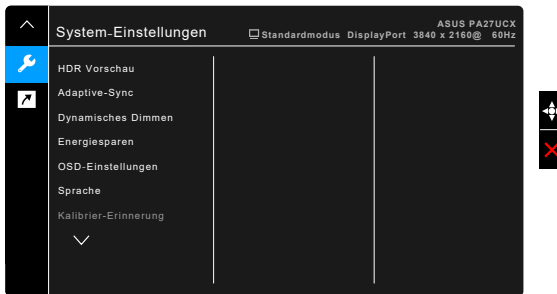 ASUS PA27UCX
System-Einstellungen
Standardmodus DisplayPort 3840 x 2160@ 60Hz
HDR Vorschau
Adaptive-Sync
Dynamisches Dimmen
Energiesparen
OSD-Einstellungen
Sprache
Kalibrier-Erinnerung